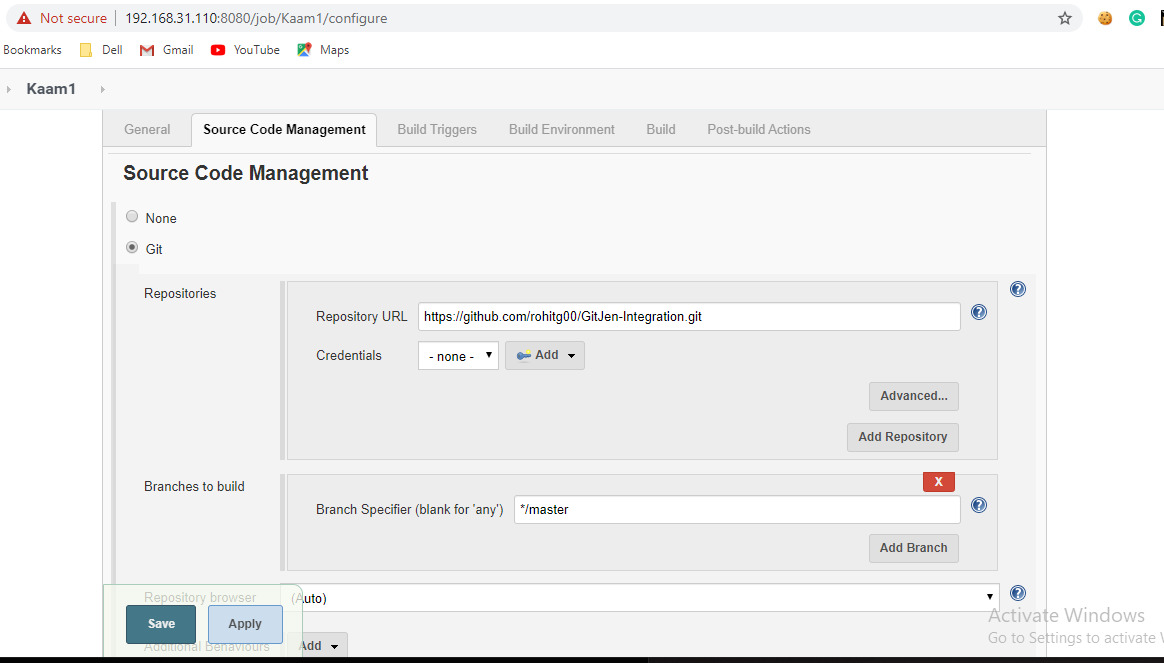 Not secure 192.168.31.110:8080/job/Kaam1/configure
Bookmarks Dell Gmail YouTube Maps
Kaam1
General Source Code Management Build Triggers Build Environment Build Post-build Actions
Source Code Management
None
Git
Repositories
Repository URL https://github.com/rohitg00/GitJen-Integration.git
Credentials - none - Add
Advanced...
Add Repository
Branches to build
X
Branch Specifier (blank for 'any') */master
Add Branch
Repository browser (Auto)
Save Apply
Additional Behaviours Add
Activate Windows
Go to Settings to activate W